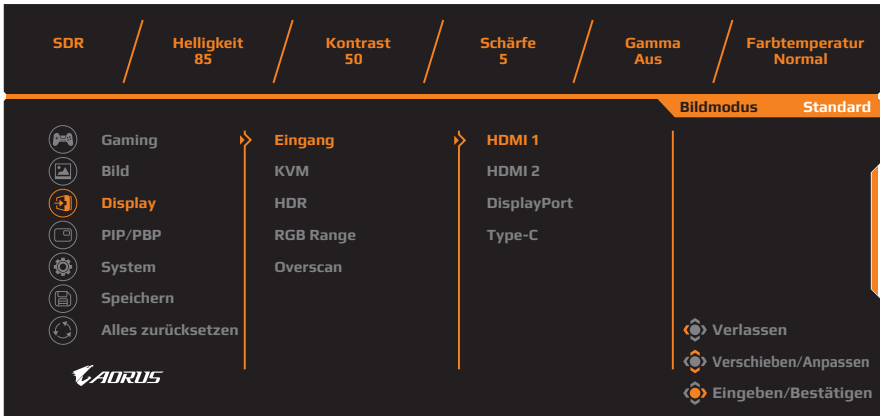 SDR
Helligkeit
85
Kontrast
50
Schärfe
5
Gamma
Aus
Farbtemperatur
Normal
Bildmodus Standard
Gaming
Bild
Display
PIP/PBP
System
Speichern
Alles zurücksetzen
Eingang
KVM
HDR
RGB Range
Overscan
HDMI 1
HDMI 2
DisplayPort
Type-C
Verlassen
Verschieben/Anpassen
Eingeben/Bestätigen
AORUS